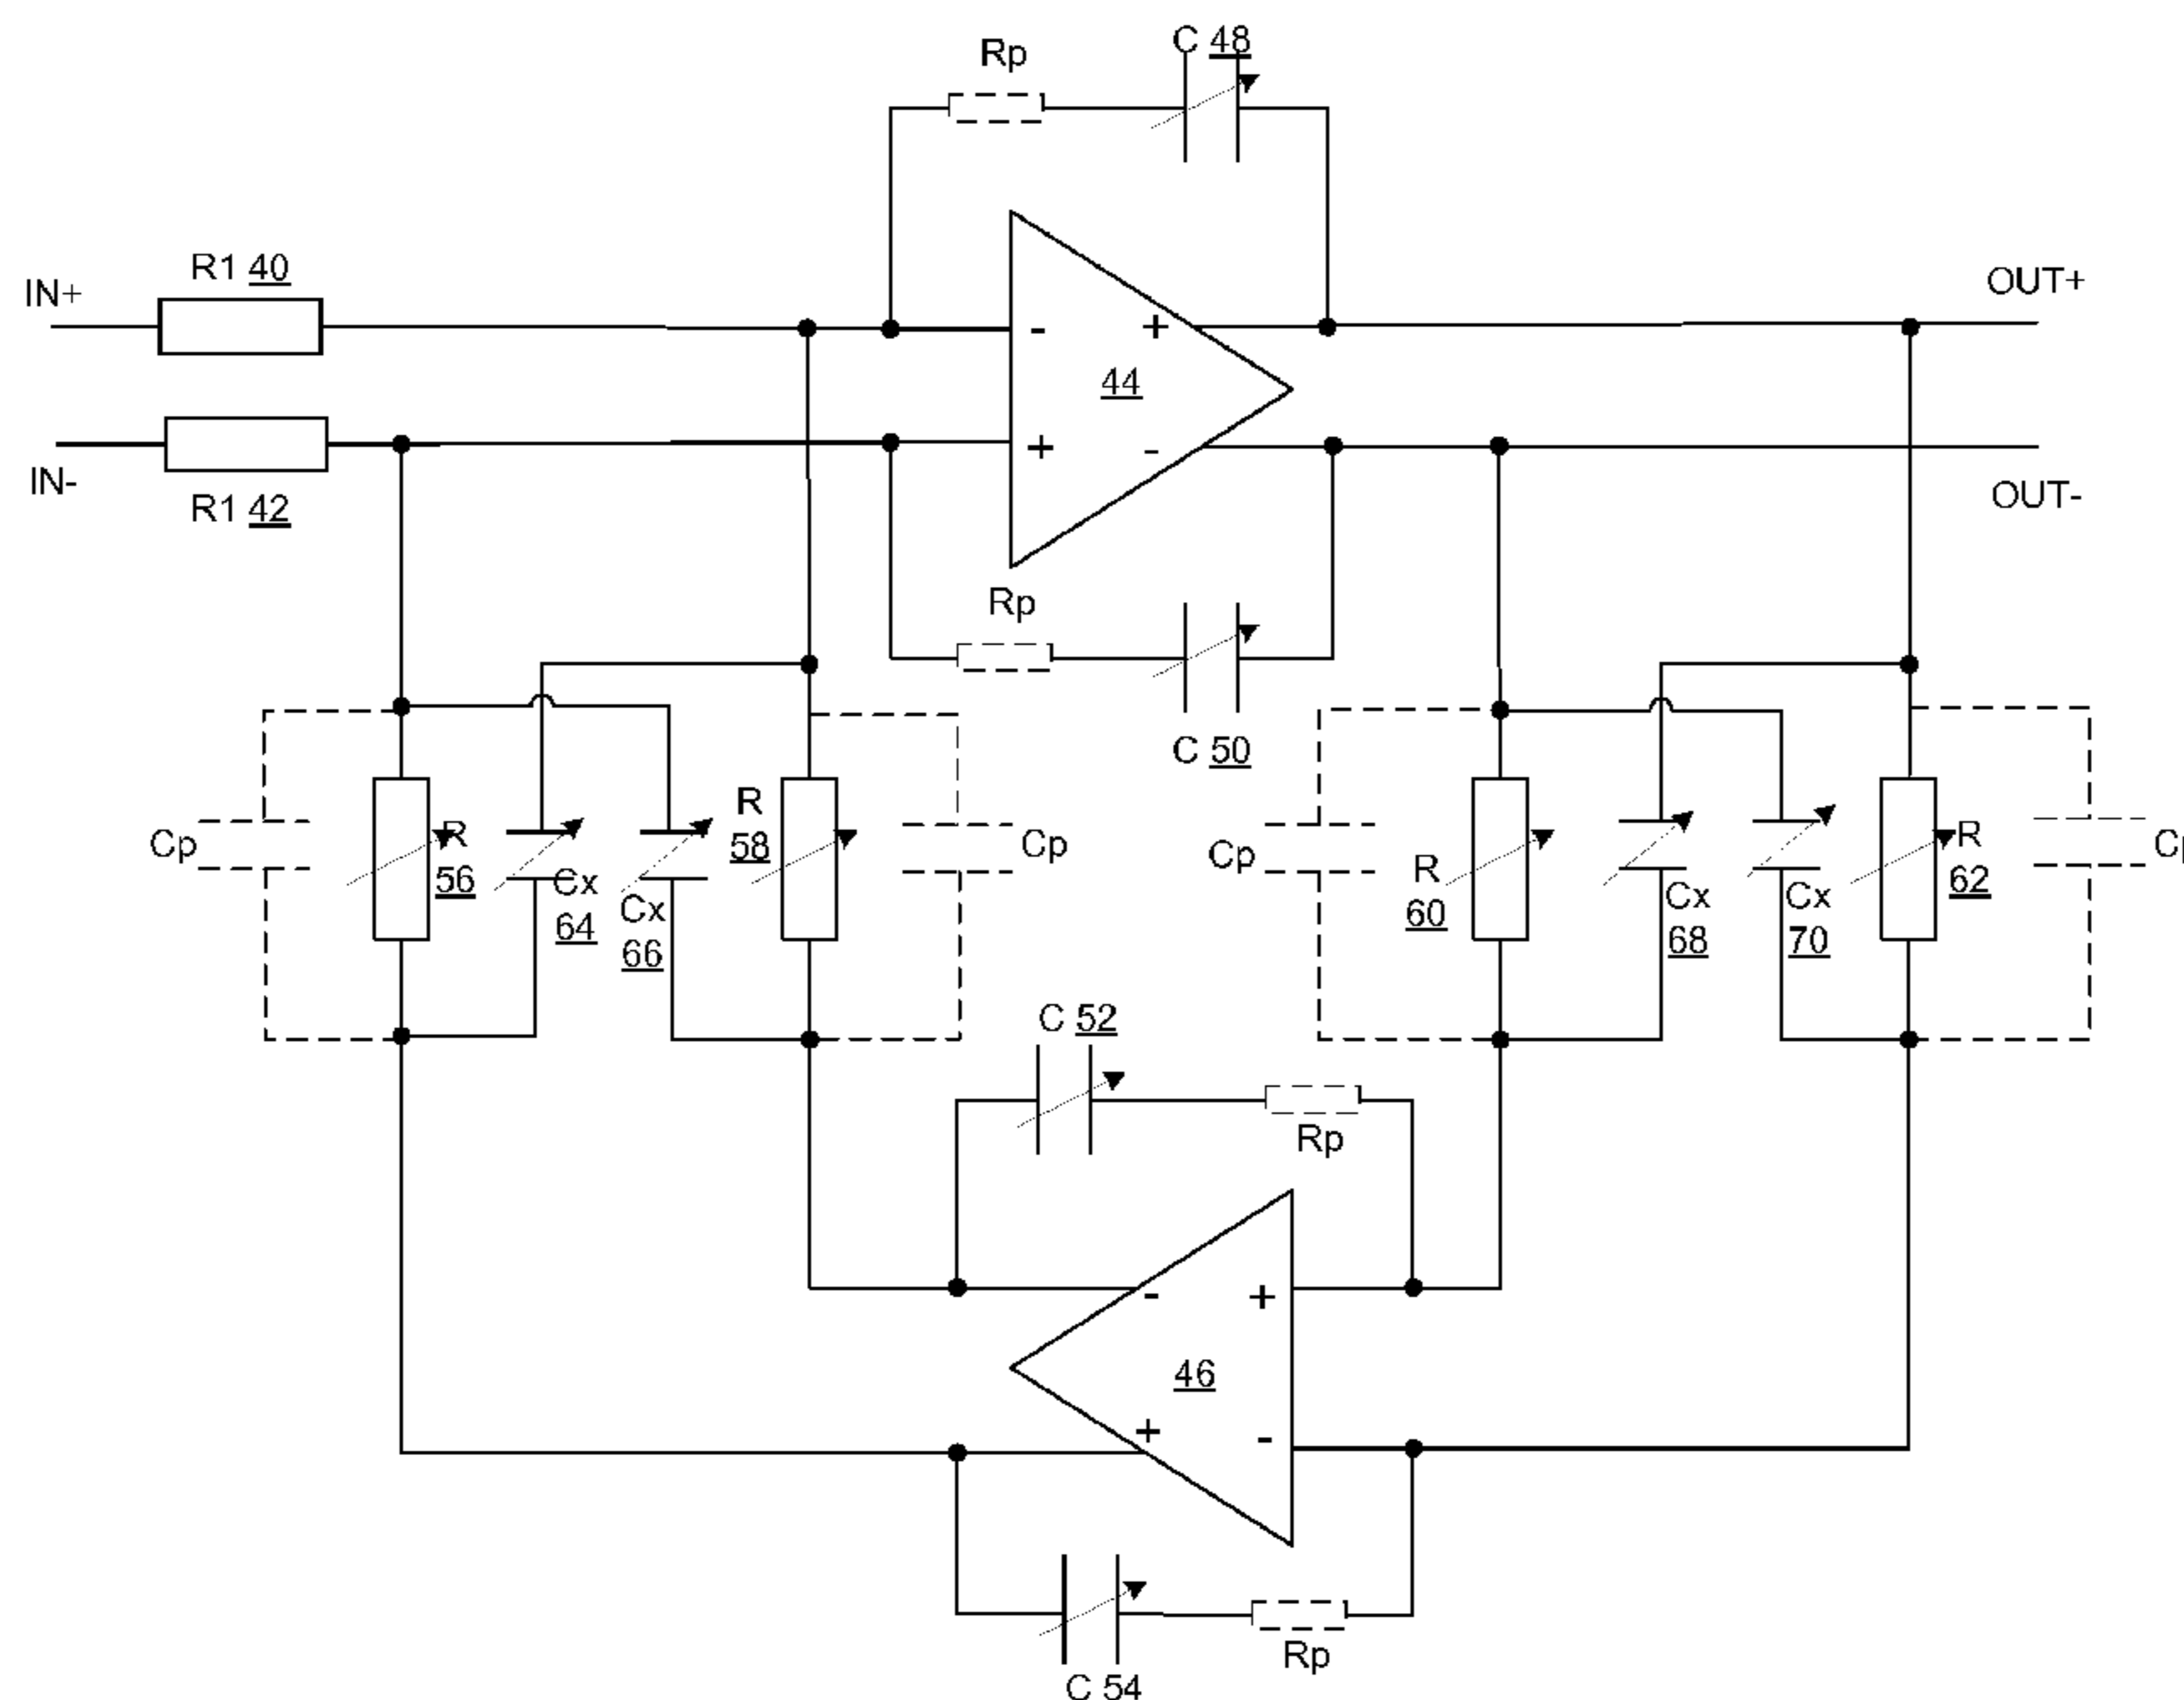 C 48
Rp
R1 40
IN+
OUT+
-
+
44
+
-
IN-
R1 42
OUT-
Rp
C 50
Cp
R
56
Cx
64
Cx
66
R
58
Cp
Cp
R
60
Cx
68
Cx
70
R
62
C
C 52
Rp
-
+
46
+
-
Rp
C 54